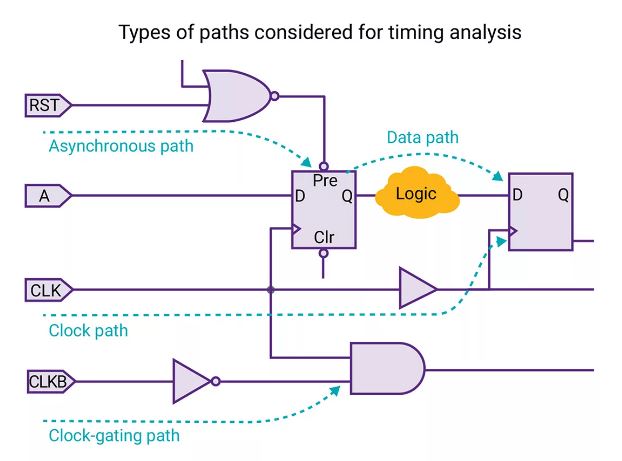 Types of paths considered for timing analysis
RST
Asynchronous path
Data path
Pre
A
D
Q
Logic
D
Q
Clr
CLK
Clock path
CLKB
Clock-gating path